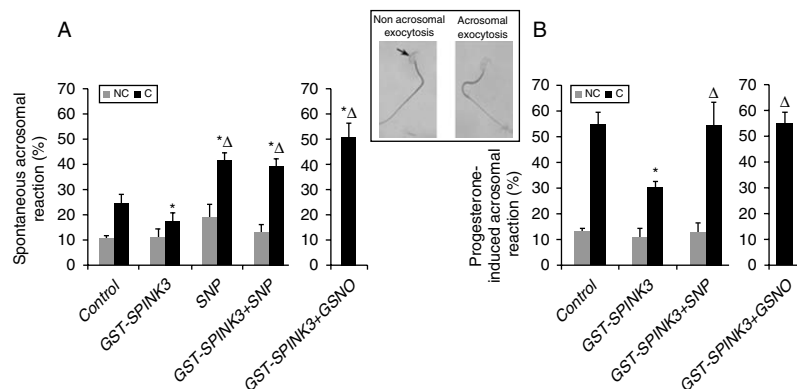 A
Spontaneous acrosomal
reaction (%)
70
60
50
40
30
20
10
0
NC C
*
*Δ
*Δ
Control
GST-SPINK3
SNP
GST-SPINK3+SNP
70
60
50
40
30
20
10
0
*Δ
GST-SPINK3+GSNO
Non acrosomal
exocytosis
Acrosomal
exocytosis
B
Progesterone-
induced acrosomal
reaction (%)
70
60
50
40
30
20
10
0
NC C
*
Δ
Control
GST-SPINK3
GST-SPINK3+SNP
70
60
50
40
30
20
10
0
Δ
GST-SPINK3+GSNO